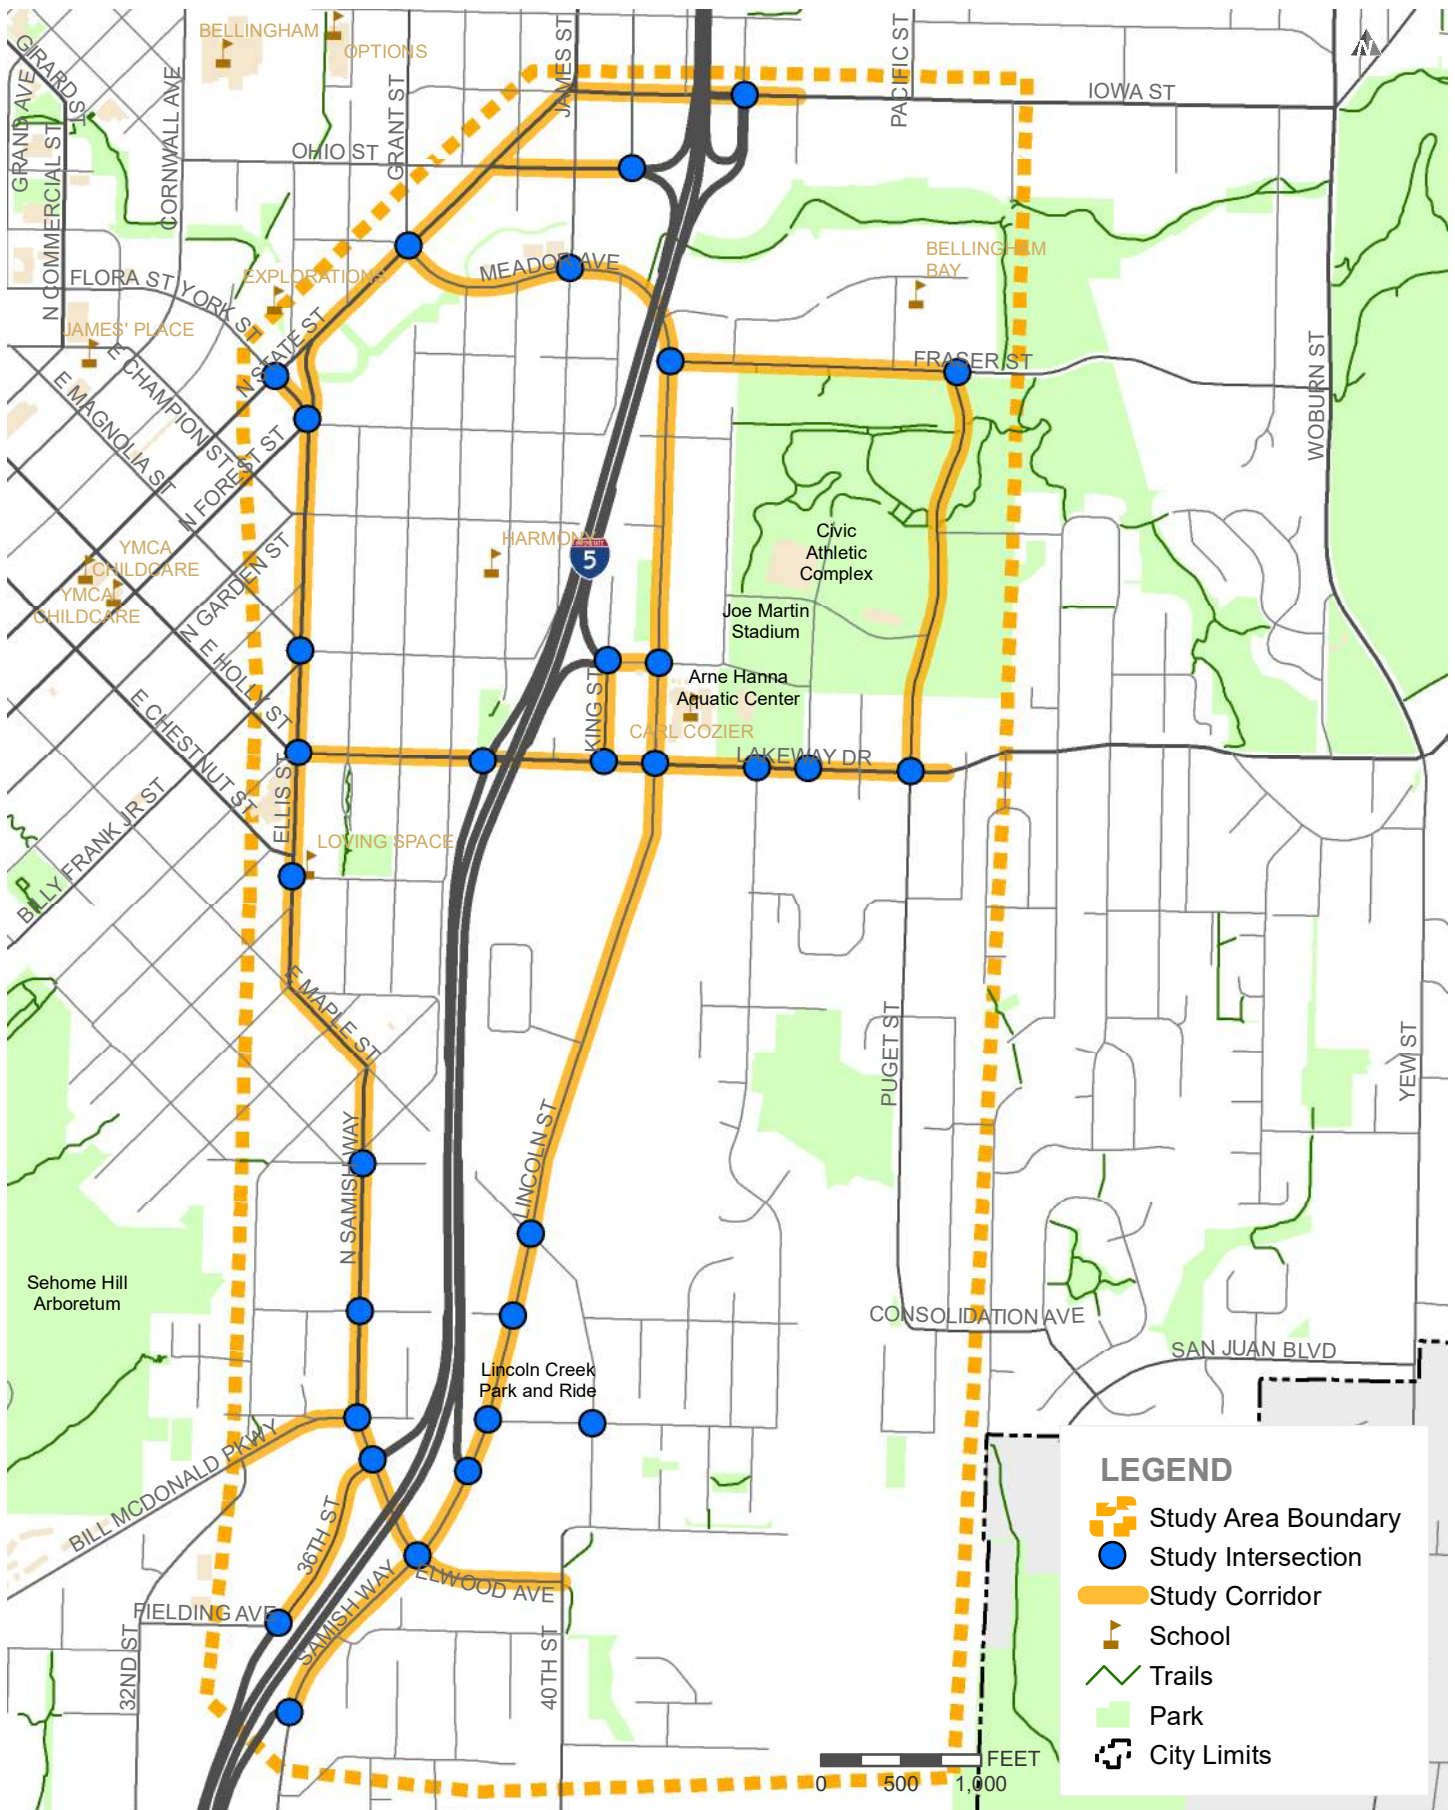 BELLINGHAM
OPTIONS
GIRARD ST
GRAND AVE
N COMMERCIAL ST
CORNWALL AVE
GRANT ST
JAMES ST
PACIFIC ST
N
IOWA ST
OHIO ST
MEADOR AVE
BELLINGHAM
BAY
FLORA ST
YORK ST
EXPLORATIONS
JAMES' PLACE
N STATE ST
E CHAMPION ST
E MAGNOLIA ST
N FOREST ST
FRASER ST
WOBURN ST
HARMONY
INTERSTATE
5
Civic
Athletic
Complex
YMCA
CHILDCARE
YMCA
CHILDCARE
N GARDEN ST
Joe Martin
Stadium
E HOLLY ST
N
Arne Hanna
Aquatic Center
KING ST
CARL COZIER
LAKEWAY DR
E CHESTNUT ST
ELLIS ST
BILLY FRANK JR ST
LOVING SPACE
E MAPLE ST
PUGET ST
YEW ST
N SAMISH WAY
LINCOLN ST
Sehome Hill
Arboretum
CONSOLIDATION AVE
SAN JUAN BLVD
Lincoln Creek
Park and Ride
BILL MCDONALD PKWY
36TH ST
SAMISH WAY
ELWOOD AVE
FIELDING AVE
32ND ST
40TH ST
LEGEND
Study Area Boundary
Study Intersection
Study Corridor
School
Trails
Park
City Limits
FEET
0 500 1,000